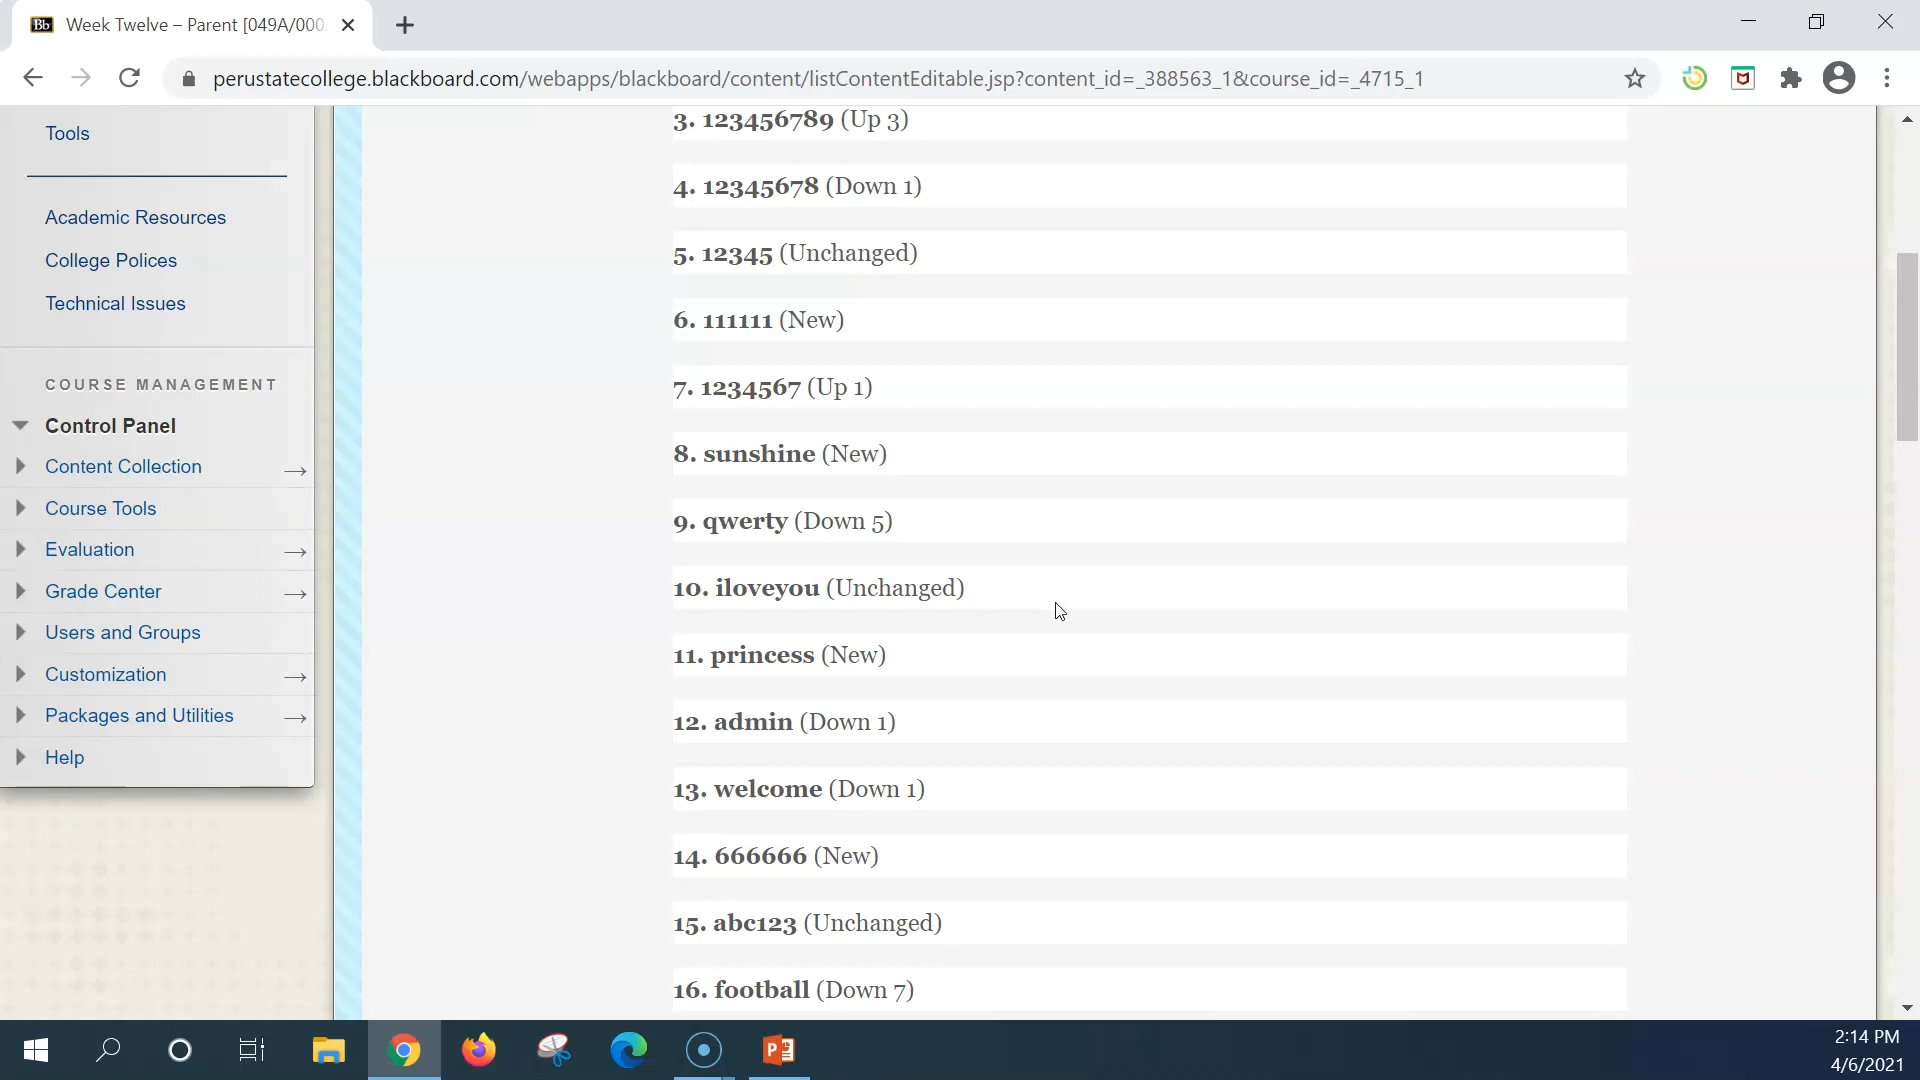 Bb Week Twelve – Parent [049A/000
perustatecollege.blackboard.com/webapps/blackboard/content/listContentEditable.jsp?content_id=_388563_1&course_id=_4715_1
Tools
Academic Resources
College Polices
Technical Issues
COURSE MANAGEMENT
Control Panel
Content Collection
Course Tools
Evaluation
Grade Center
Users and Groups
Customization
Packages and Utilities
Help
3. 123456789 (Up 3)
4. 12345678 (Down 1)
5. 12345 (Unchanged)
6. 111111 (New)
7. 1234567 (Up 1)
8. sunshine (New)
9. qwerty (Down 5)
10. iloveyou (Unchanged)
11. princess (New)
12. admin (Down 1)
13. welcome (Down 1)
14. 666666 (New)
15. abc123 (Unchanged)
16. football (Down 7)
2:14 PM
4/6/2021